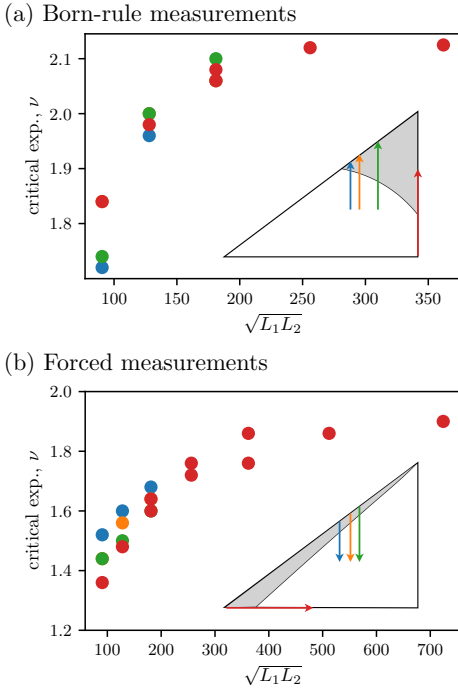 (a) Born-rule measurements
critical exp., ν
2.1
2.0
1.9
1.8
100 150 200 250 300 350
√L₁L₂
(b) Forced measurements
critical exp., ν
2.0
1.8
1.6
1.4
1.2
100 200 300 400 500 600 700
√L₁L₂